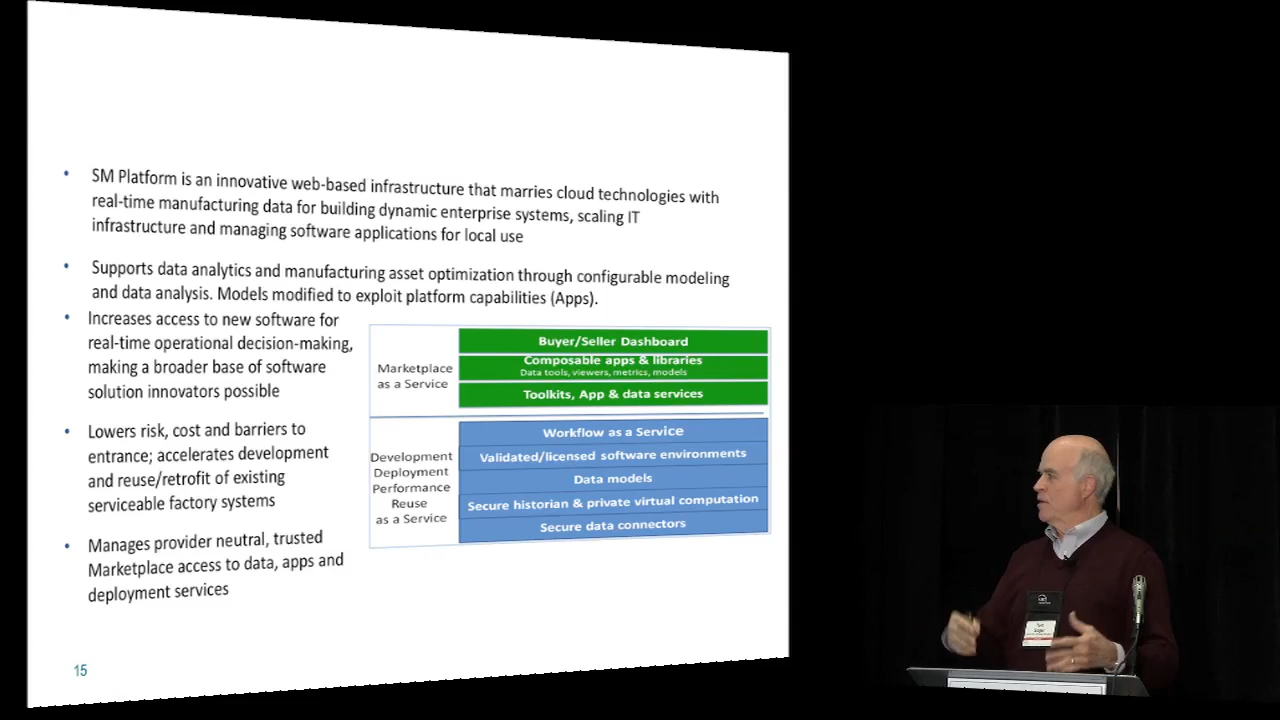 • SM Platform is an innovative web-based infrastructure that marries cloud technologies with
real-time manufacturing data for building dynamic enterprise systems, scaling IT
infrastructure and managing software applications for local use
• Supports data analytics and manufacturing asset optimization through configurable modeling
and data analysis. Models modified to exploit platform capabilities (Apps).
• Increases access to new software for
real-time operational decision-making,
making a broader base of software
solution innovators possible
• Lowers risk, cost and barriers to
entrance; accelerates development
and reuse/retrofit of existing
serviceable factory systems
• Manages provider neutral, trusted
Marketplace access to data, apps and
deployment services
Marketplace
as a Service
Buyer/Seller Dashboard
Composable apps & libraries
Data tools, viewers, metrics, models
Toolkits, App & data services
Development
Deployment
Performance
Reuse
as a Service
Workflow as a Service
Validated/licensed software environments
Data models
Secure historian & private virtual computation
Secure data connectors
15